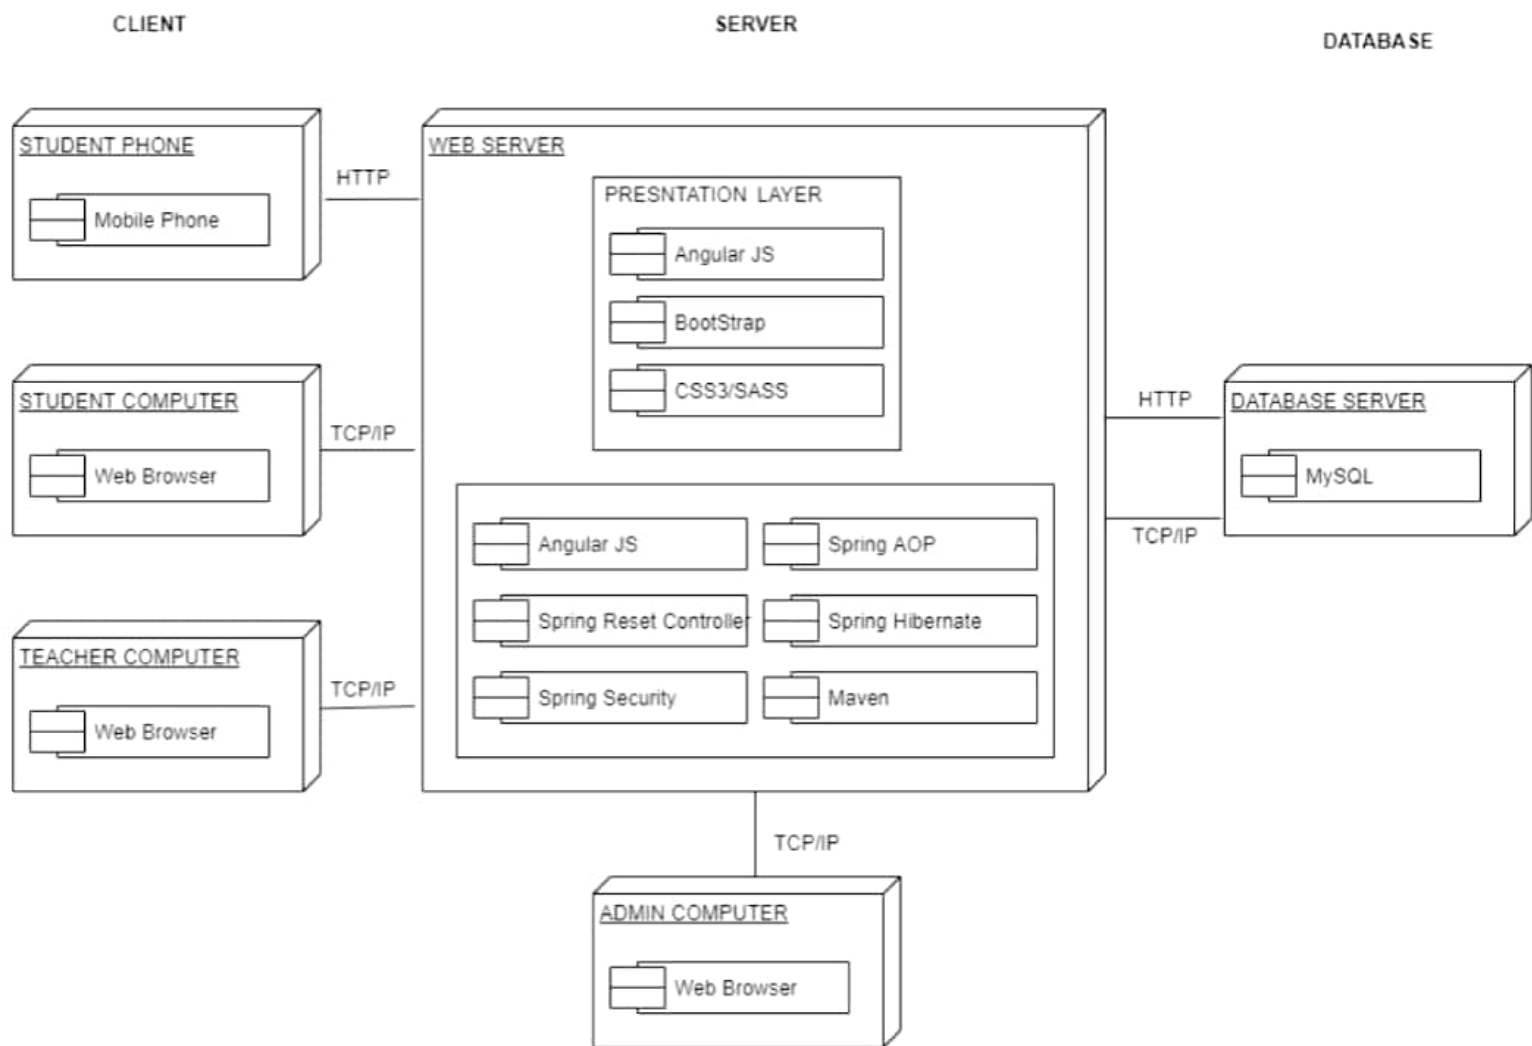 CLIENT
SERVER
DATABASE
STUDENT PHONE
Mobile Phone
HTTP
STUDENT COMPUTER
Web Browser
TCP/IP
TEACHER COMPUTER
Web Browser
TCP/IP
WEB SERVER
PRESNTATION LAYER
Angular JS
BootStrap
CSS3/SASS
Angular JS
Spring AOP
Spring Reset Controller
Spring Hibernate
Spring Security
Maven
HTTP
TCP/IP
DATABASE SERVER
MySQL
TCP/IP
ADMIN COMPUTER
Web Browser